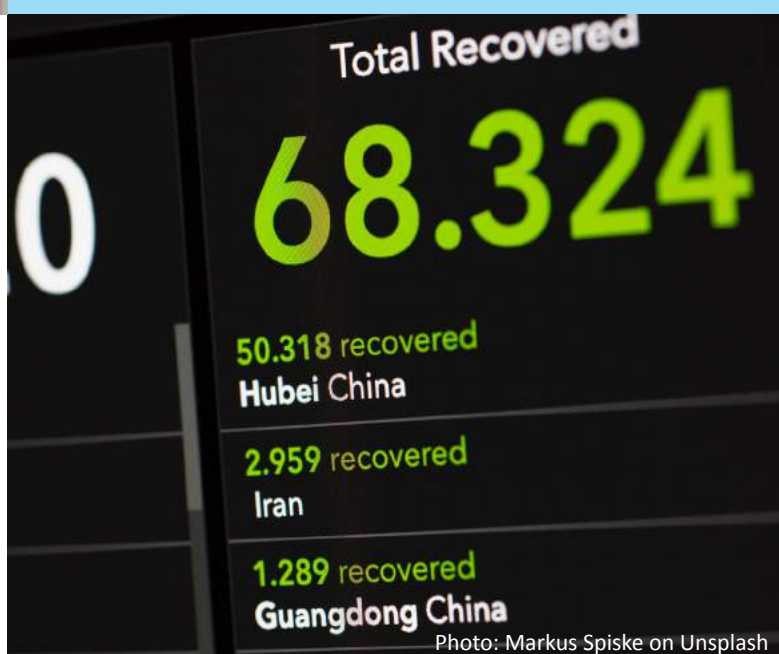 Total Recovered
0
68.324
50.318 recovered
Hubei China
2.959 recovered
Iran
1.289 recovered
Guangdong China
Photo: Markus Spiske on Unsplash